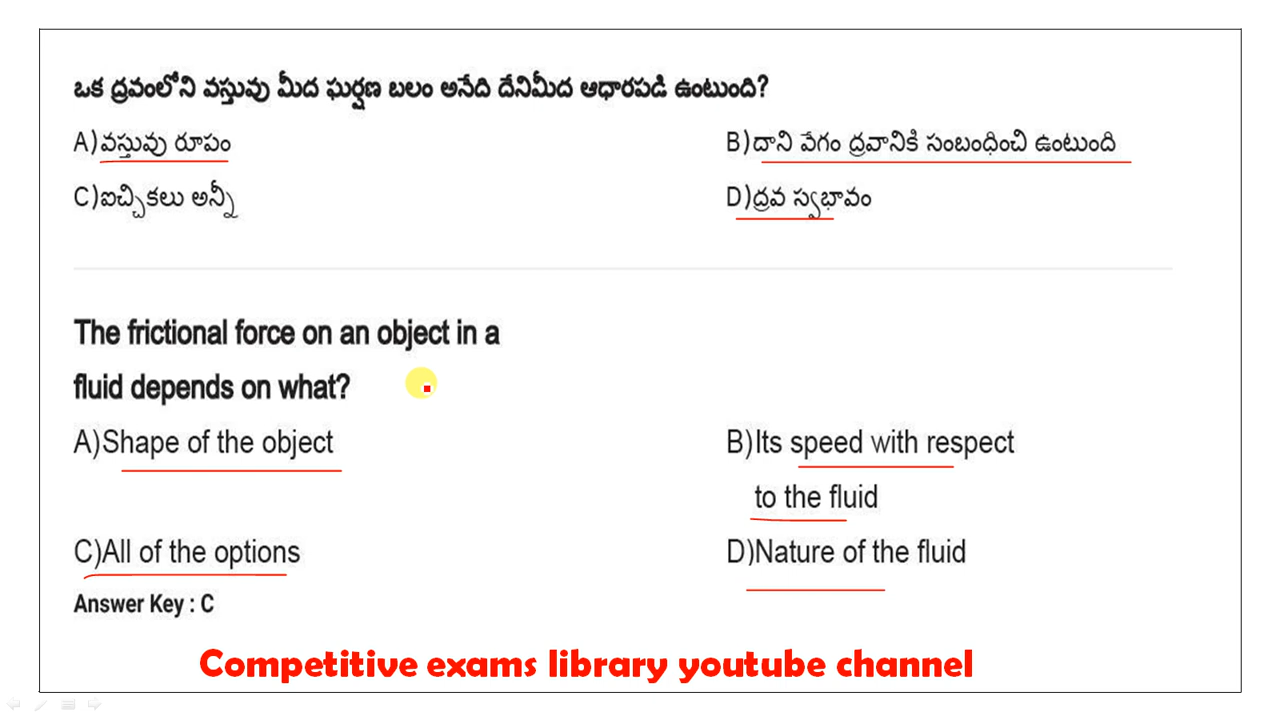 ఒక ద్రవంలోని వస్తువు మీద ఘర్షణ బలం అనేది దేనిమీద ఆధారపడి ఉంటుంది?
A)వస్తువు రూపం B)దాని వేగం ద్రవానికి సంబంధించి ఉంటుంది
C)ఐచ్చికలు అన్నీ D)ద్రవ స్వభావం
The frictional force on an object in a
fluid depends on what?
A)Shape of the object B)Its speed with respect
to the fluid
C)All of the options D)Nature of the fluid
Answer Key : C
Competitive exams library youtube channel